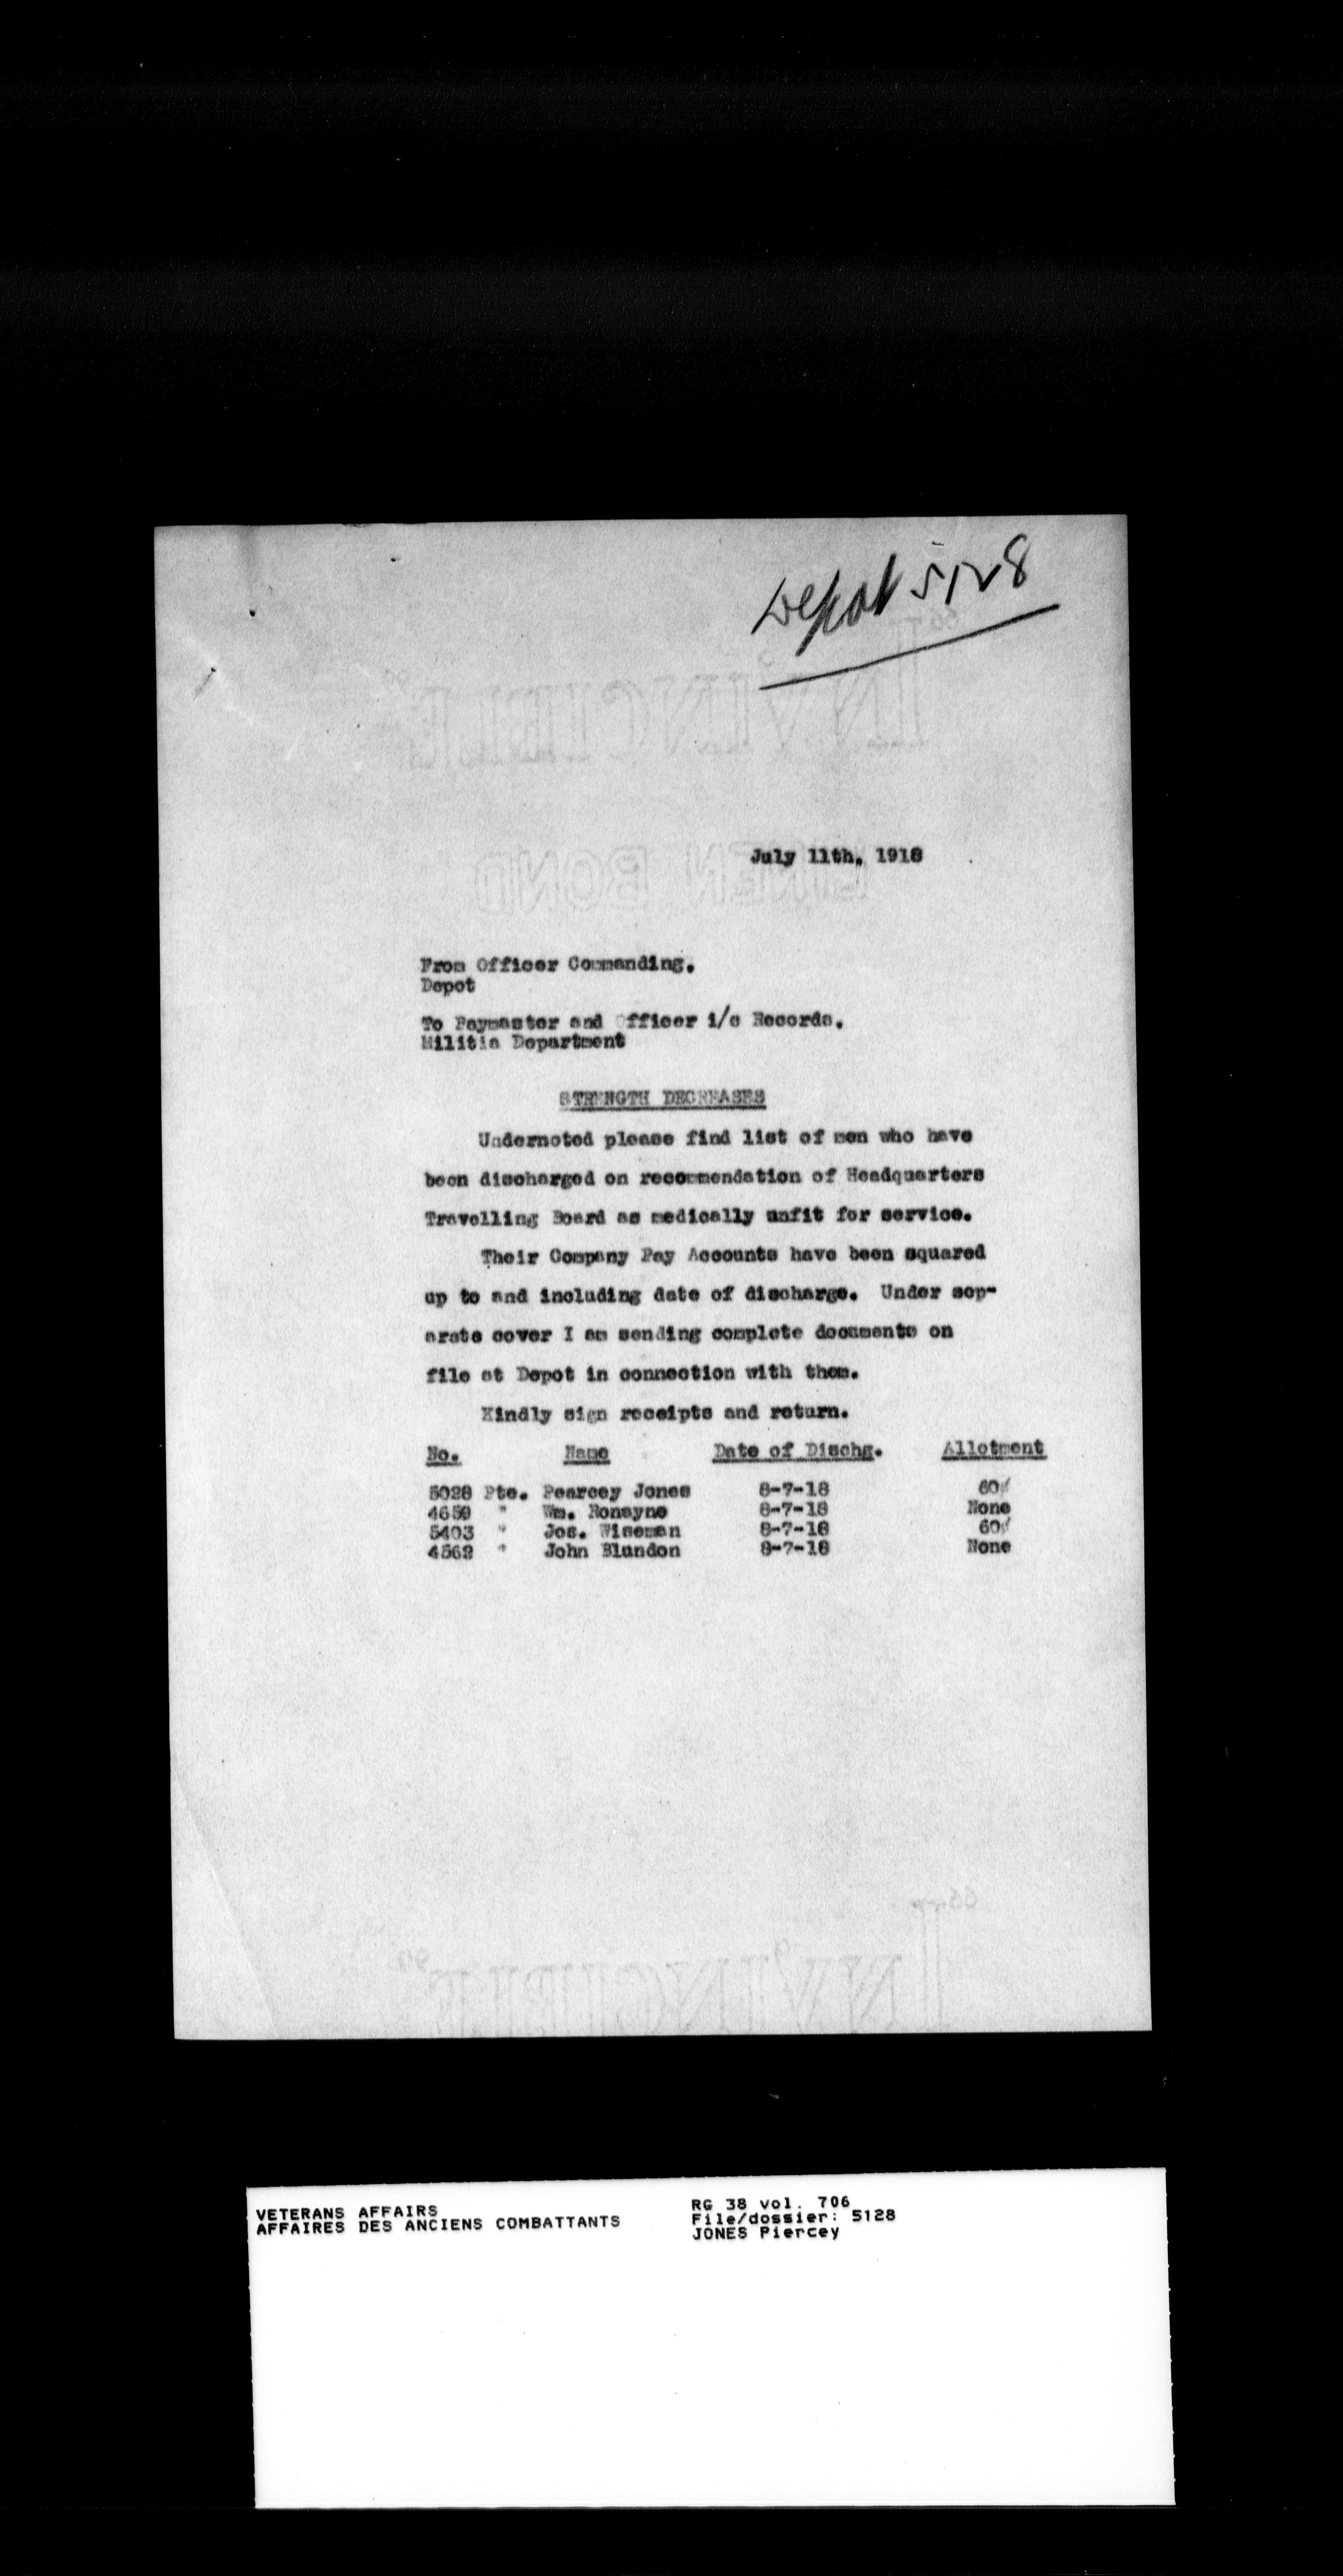 Depot 5128
July 11th, 1918
From Officer Commanding.
Depot
To Paymaster and Officer i/c Records.
Militia Department
STRENGTH DECREASES
Undernoted please find list of men who have
been discharged on recommendation of Headquarters
Travelling Board as medically unfit for service.
Their Company Pay Accounts have been squared
up to and including date of discharge. Under sep-
arate cover I am sending complete documents on
file at Depot in connection with them.
Kindly sign receipts and return.
No. Name Date of Dischg. Allotment
5028 Pte. Pearcey Jones 8-7-18 60¢
4659 " Wm. Ronayne 8-7-18 None
5403 " Jos. Wiseman 8-7-18 60¢
4562 " John Blundon 8-7-18 None
INVINCIBLE
LINEN BOND
INVINCIBLE
VETERANS AFFAIRS
AFFAIRES DES ANCIENS COMBATTANTS
RG 38 vol. 706
File/dossier: 5128
JONES Piercey